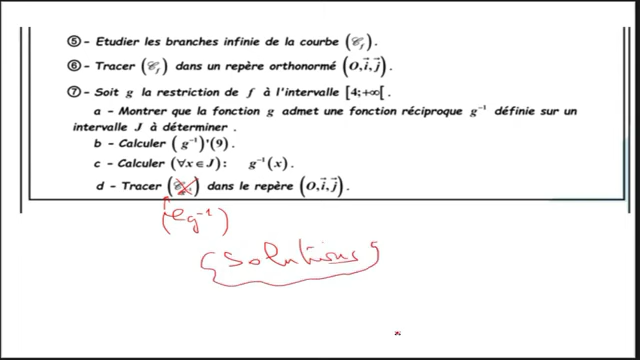 ⑤- Etudier les branches infinie de la courbe (𝒞f).
⑥- Tracer (𝒞f) dans un repère orthonormé (O,i⃗,j⃗).
⑦- Soit g la restriction de f à l'intervalle [4;+∞[.
a - Montrer que la fonction g admet une fonction réciproque g⁻¹ définie sur un
intervalle J à déterminer .
b - Calculer (g⁻¹)'(9).
c - Calculer (∀x∈J): g⁻¹(x).
d - Tracer (𝒞) dans le repère (O,i⃗,j⃗).
(𝒞g⁻¹)
{solutions}